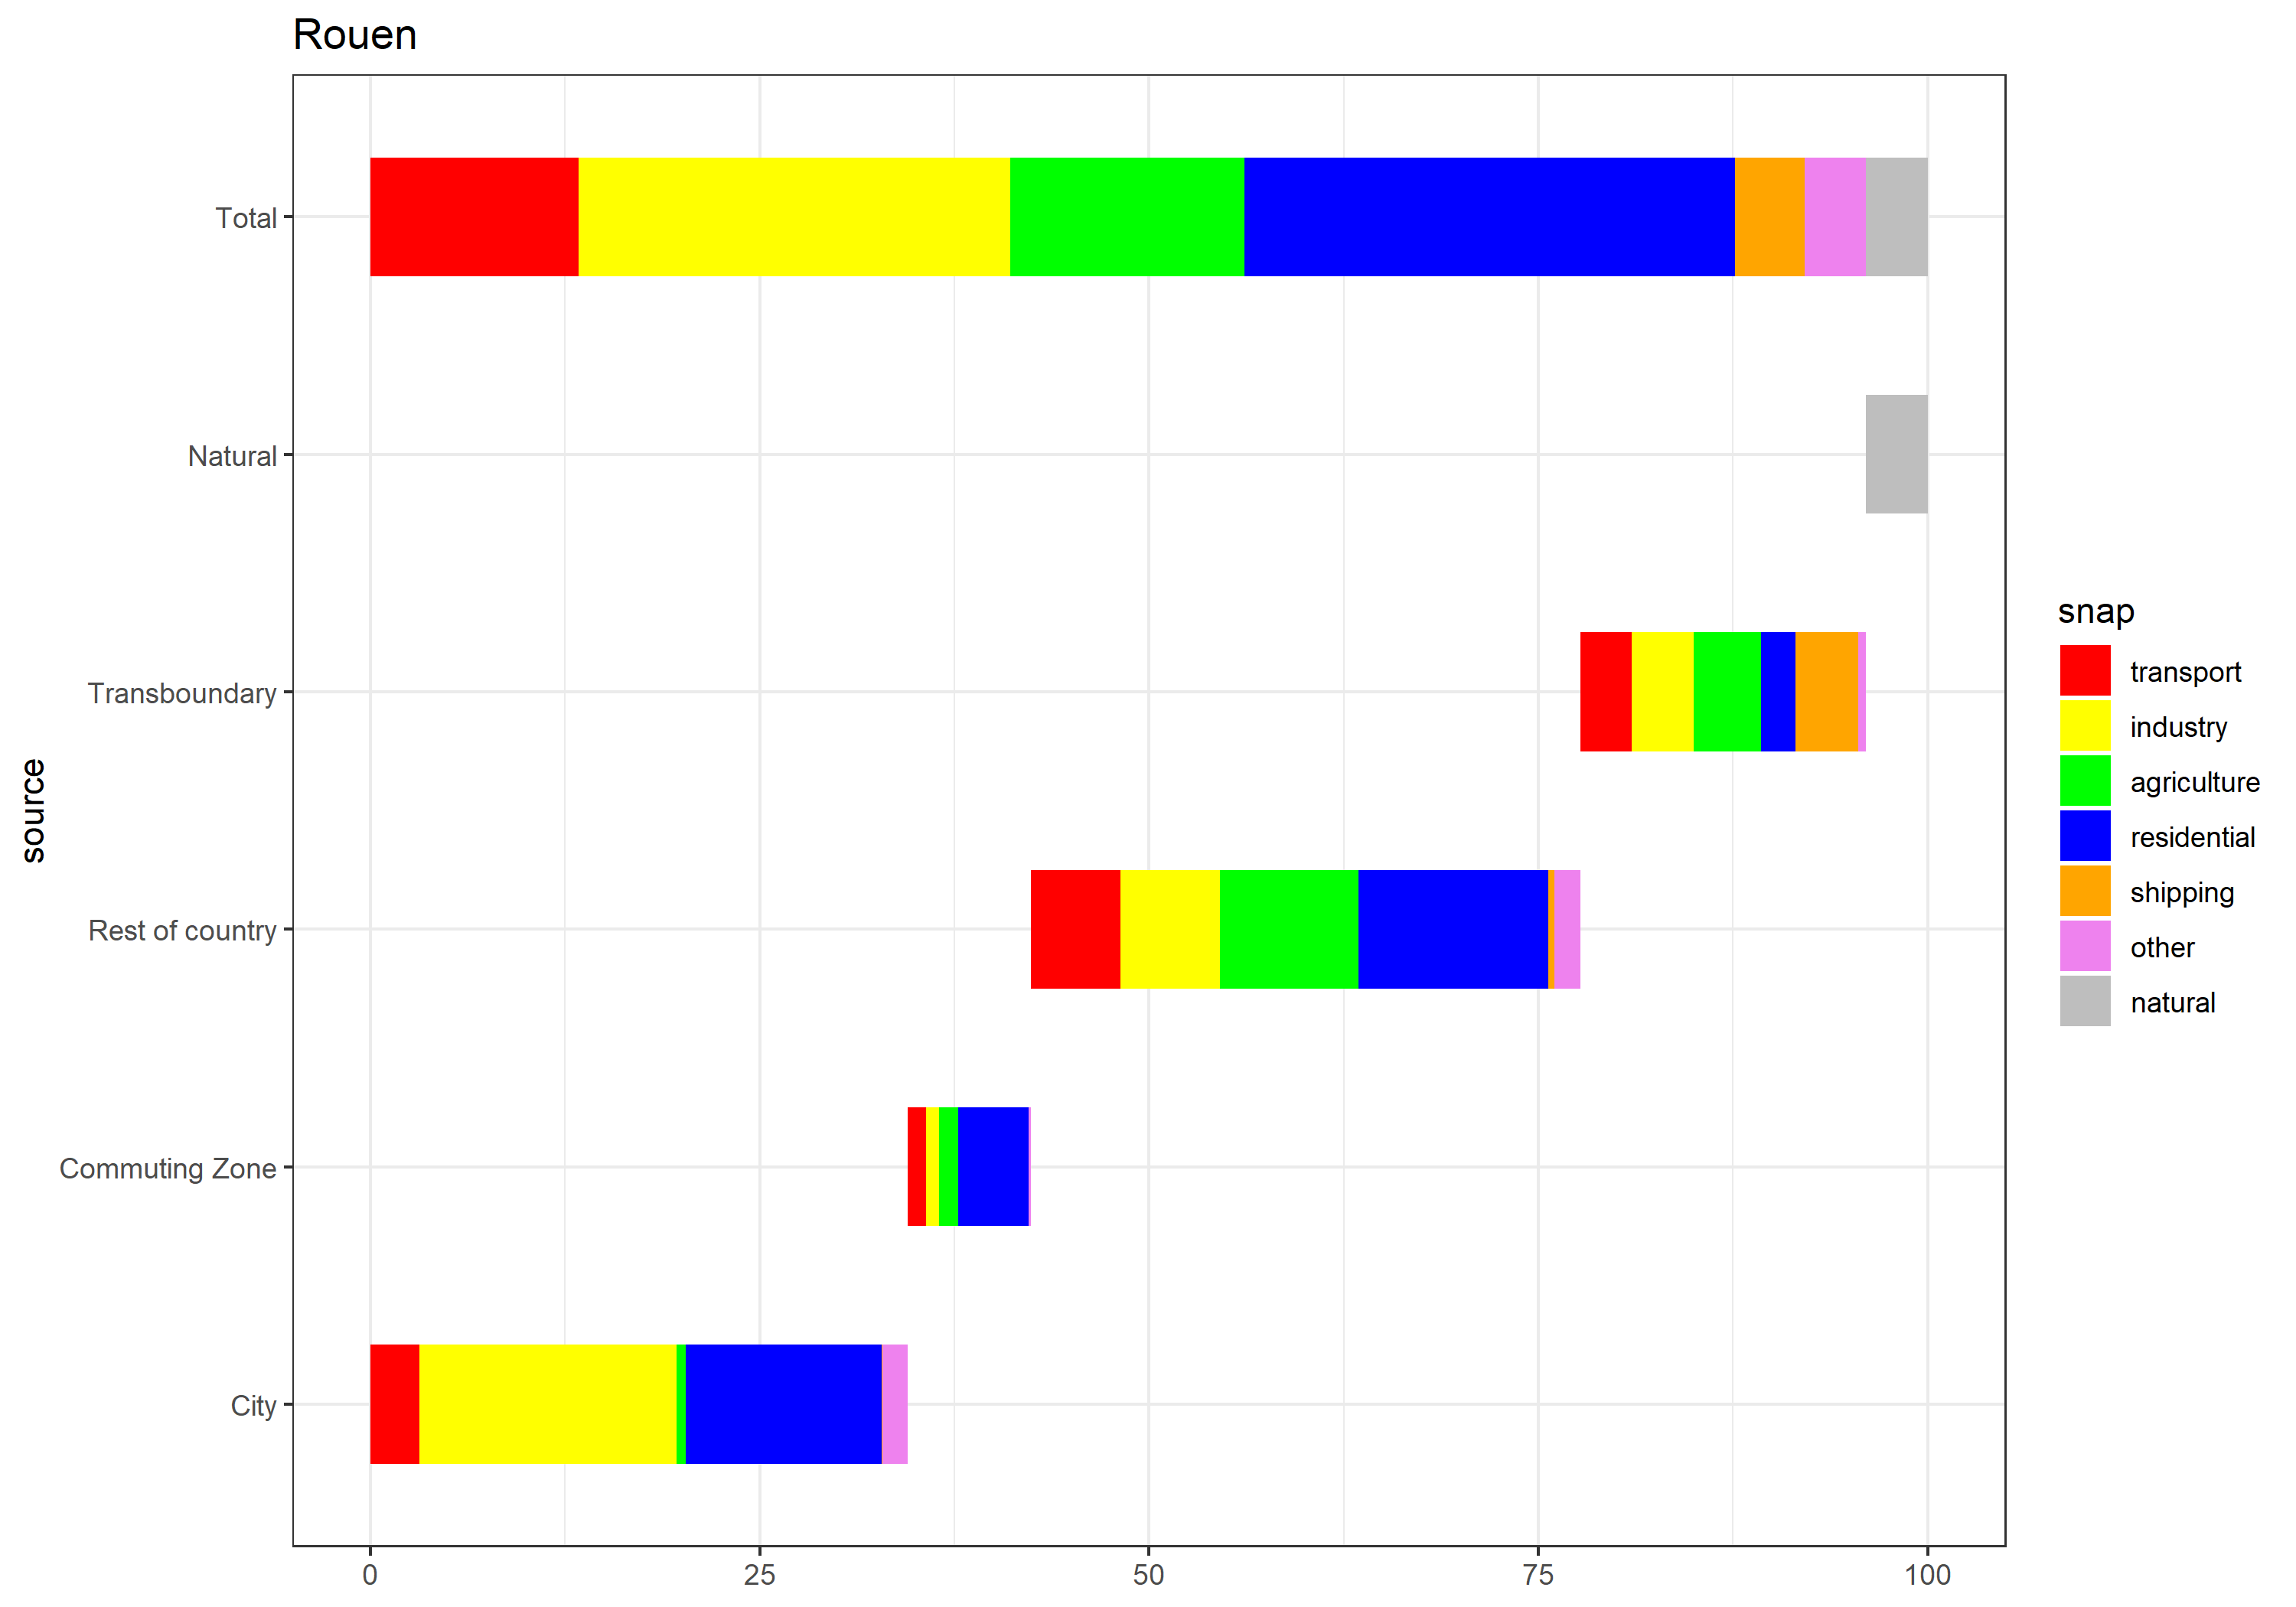 Rouen
Total
Natural
Transboundary
Rest of country
Commuting Zone
City
source
0 25 50 75 100
snap
transport
industry
agriculture
residential
shipping
other
natural